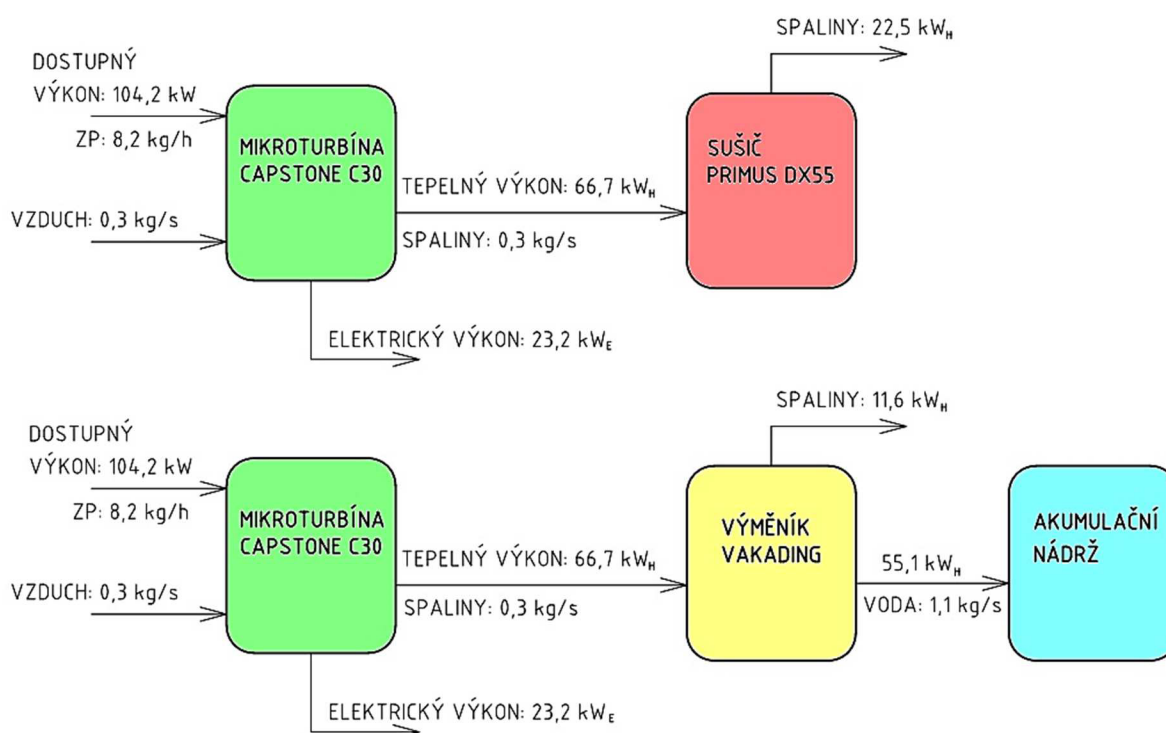 SPALINY: 22,5 kWH
DOSTUPNÝ
VÝKON: 104,2 kW
ZP: 8,2 kg/h
MIKROTURBÍNA
CAPSTONE C30
SUŠIČ
PRIMUS DX55
TEPELNÝ VÝKON: 66,7 kWH
VZDUCH: 0,3 kg/s
SPALINY: 0,3 kg/s
ELEKTRICKÝ VÝKON: 23,2 kWE
SPALINY: 11,6 kWH
DOSTUPNÝ
VÝKON: 104,2 kW
ZP: 8,2 kg/h
MIKROTURBÍNA
CAPSTONE C30
VÝMĚNÍK
VAKADING
AKUMULAČNÍ
NÁDRŽ
TEPELNÝ VÝKON: 66,7 kWH
55,1 kWH
VZDUCH: 0,3 kg/s
SPALINY: 0,3 kg/s
VODA: 1,1 kg/s
ELEKTRICKÝ VÝKON: 23,2 kWE